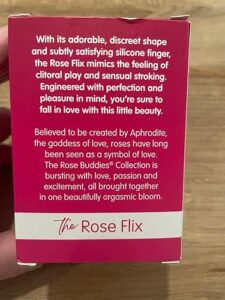 With its adorable, discreet shape
and subtly satisfying silicone finger,
the Rose Flix mimics the feeling of
clitoral play and sensual stroking.
Engineered with perfection and
pleasure in mind, you're sure to
fall in love with this little beauty.
Believed to be created by Aphrodite,
the goddess of love, roses have long
been seen as a symbol of love.
The Rose Buddies® Collection is
bursting with love, passion and
excitement, all brought together
in one beautifully orgasmic bloom.
The Rose Flix